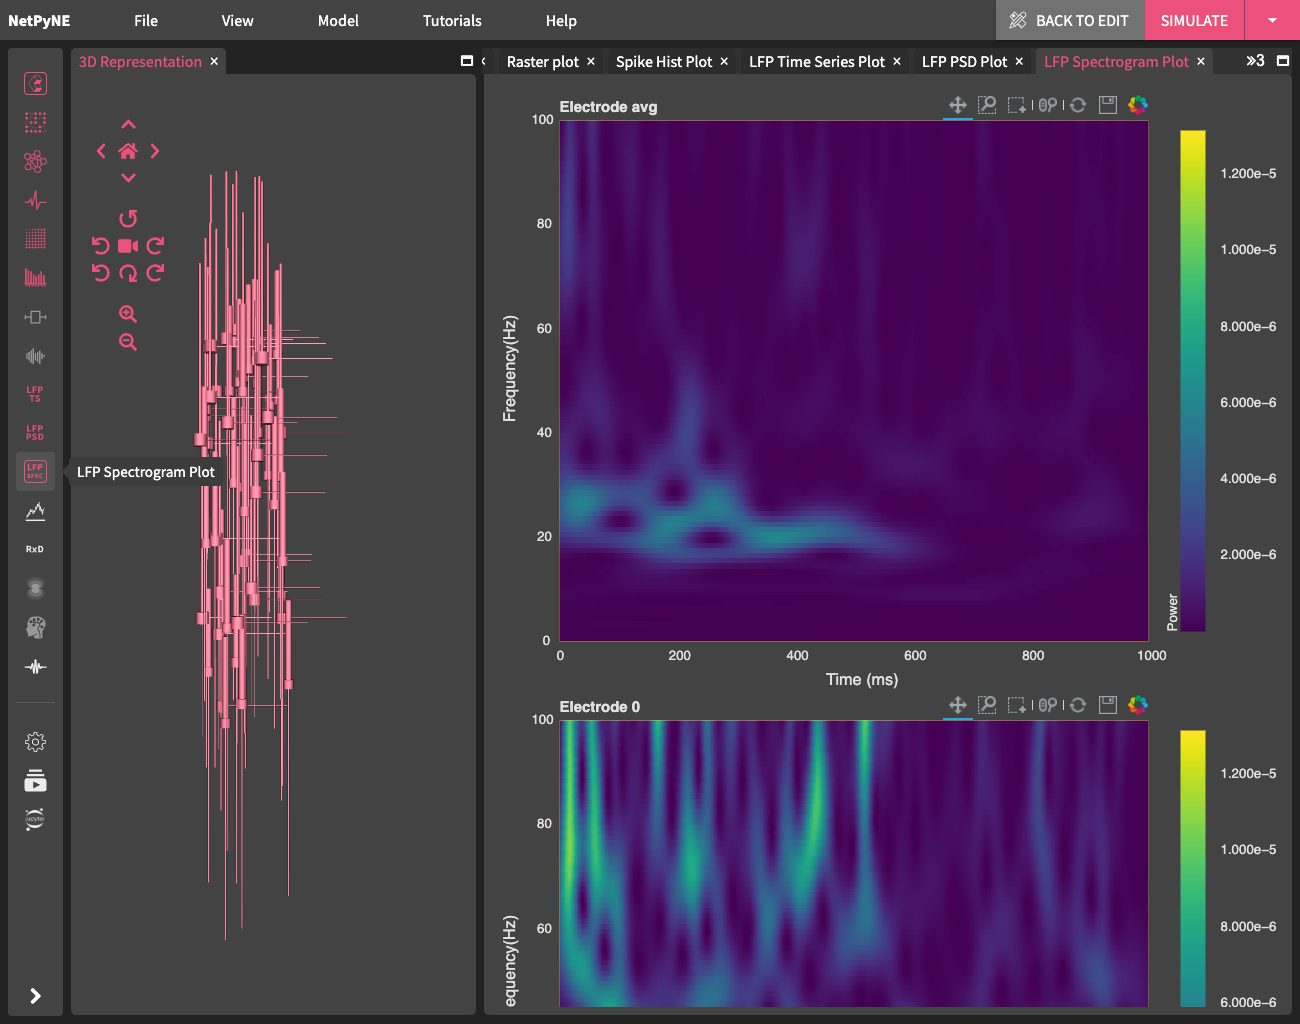 NetPyNE File View Model Tutorials Help BACK TO EDIT SIMULATE
3D Representation ×
Raster plot × Spike Hist Plot × LFP Time Series Plot × LFP PSD Plot × LFP Spectrogram Plot × »3
LFP
TS
LFP
PSD
LFP
SPEC
LFP Spectrogram Plot
RxD
jupyter
Electrode avg
100
80
60
40
20
0
Frequency(Hz)
0 200 400 600 800 1000
Time (ms)
1.200e−5
1.000e−5
8.000e−6
6.000e−6
4.000e−6
2.000e−6
Power
Electrode 0
100
80
60
equency(Hz)
1.200e−5
1.000e−5
8.000e−6
6.000e−6